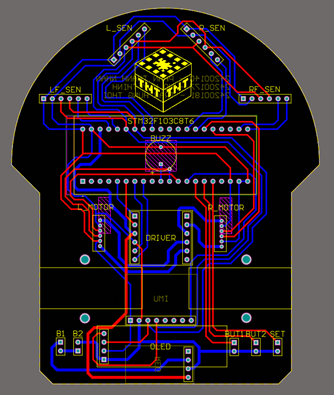 L_SEN
R_SEN
TNT
TNT
LF_SEN
RF_SEN
STM32F103C8T6
BUZZ
L_MOTOR
R_MOTOR
DRIVER
UMI
B1
B2
OLED
BUT1
BUT2
SET